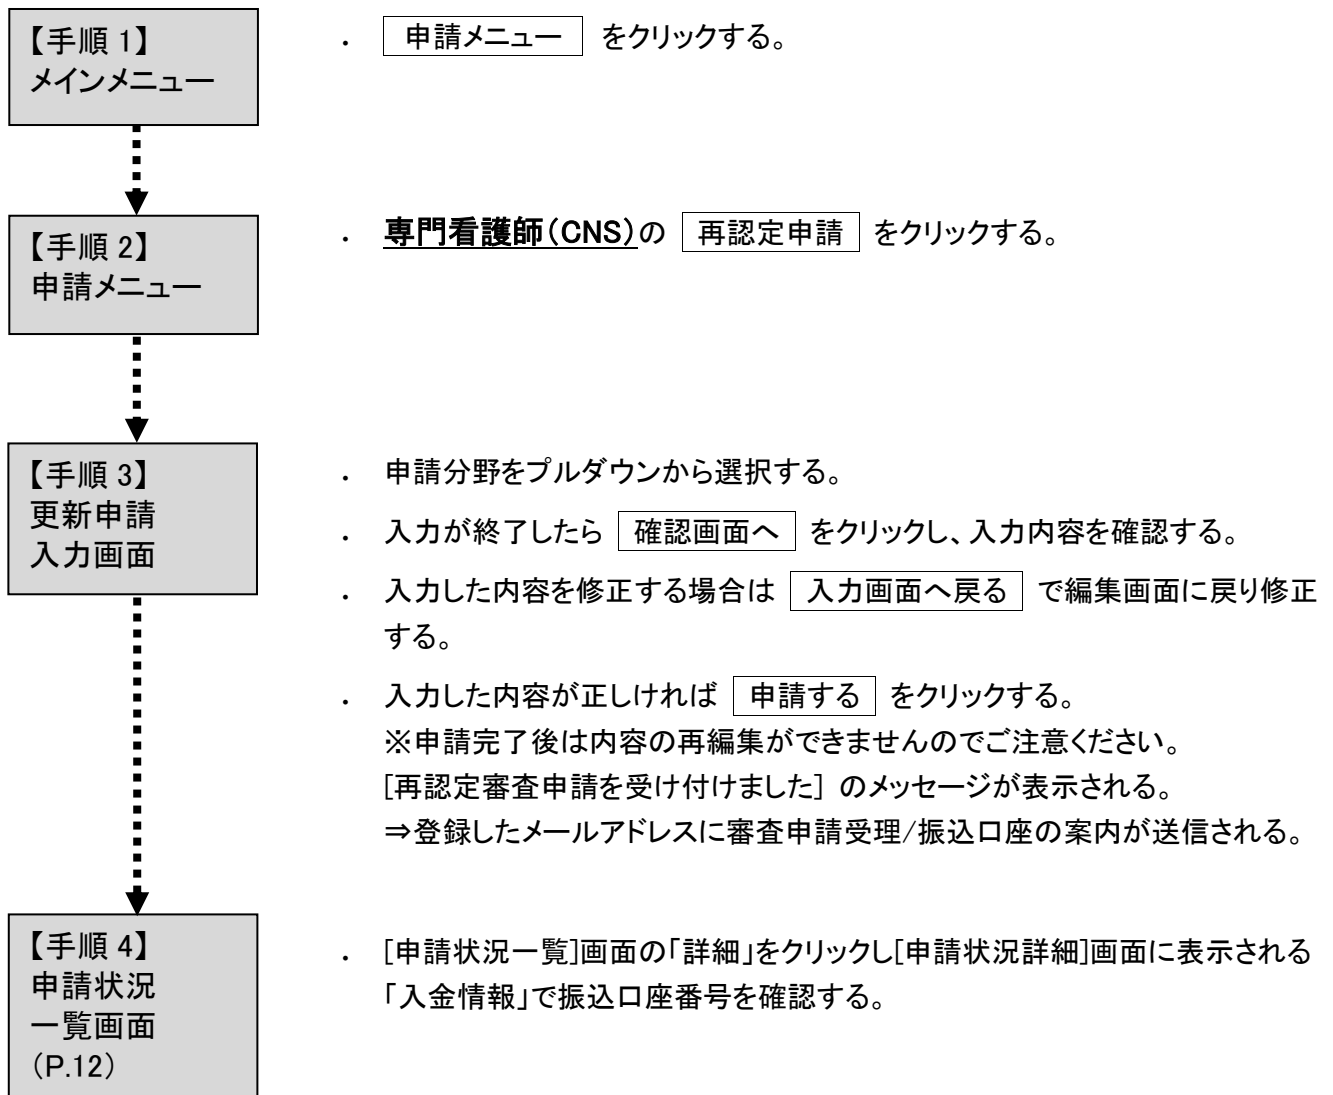 【手順 1】
メインメニュー
. 申請メニュー をクリックする。
【手順 2】
申請メニュー
. 専門看護師(CNS)の 再認定申請 をクリックする。
【手順 3】
更新申請
入力画面
. 申請分野をプルダウンから選択する。
. 入力が終了したら 確認画面へ をクリックし、入力内容を確認する。
. 入力した内容を修正する場合は 入力画面へ戻る で編集画面に戻り修正
する。
. 入力した内容が正しければ 申請する をクリックする。
※申請完了後は内容の再編集ができませんのでご注意ください。
[再認定審査申請を受け付けました] のメッセージが表示される。
⇒登録したメールアドレスに審査申請受理/振込口座の案内が送信される。
【手順 4】
申請状況
一覧画面
(P.12)
. [申請状況一覧]画面の「詳細」をクリックし[申請状況詳細]画面に表示される
「入金情報」で振込口座番号を確認する。